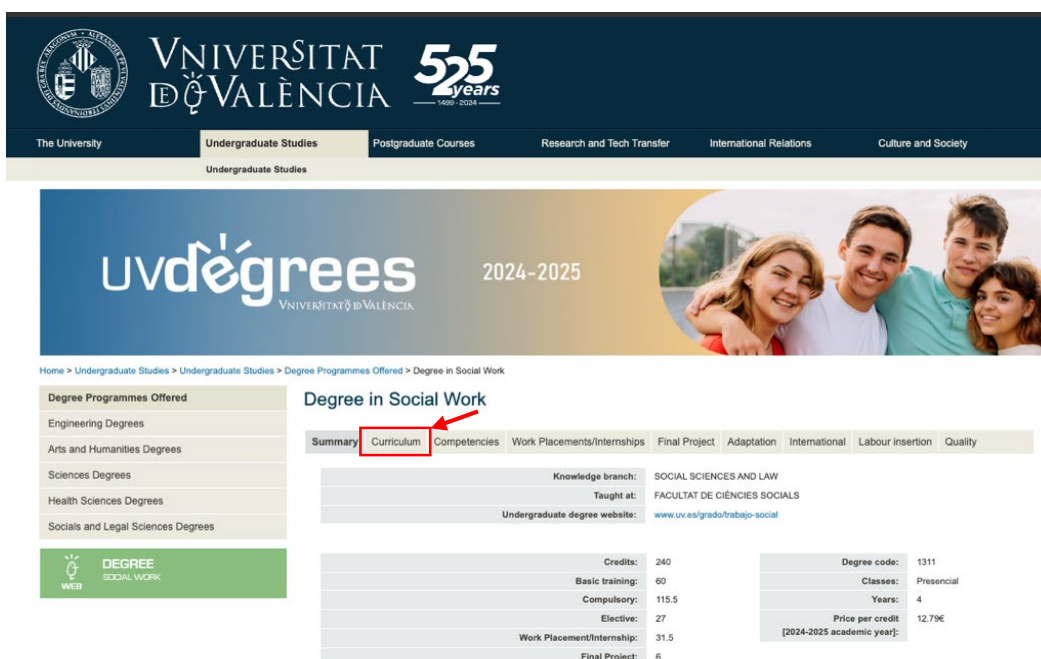 VNIVERSITAT
ID ÖVALÈNCIA
525
years
1499 - 2024
The University Undergraduate Studies Postgraduate Courses Research and Tech Transfer International Relations Culture and Society
Undergraduate Studies
uvdegrees
VNIVERSITATŎ IDVALÈNCIA
2024-2025
Home > Undergraduate Studies > Undergraduate Studies > Degree Programmes Offered > Degree in Social Work
Degree Programmes Offered
Engineering Degrees
Arts and Humanities Degrees
Sciences Degrees
Health Sciences Degrees
Socials and Legal Sciences Degrees
WEB
DEGREE
SOCIAL WORK
Degree in Social Work
Summary Curriculum Competencies Work Placements/Internships Final Project Adaptation International Labour insertion Quality
Knowledge branch: SOCIAL SCIENCES AND LAW
Taught at: FACULTAT DE CIÈNCIES SOCIALS
Undergraduate degree website: www.uv.es/grado/trabajo-social
Credits: 240 Degree code: 1311
Basic training: 60 Classes: Presencial
Compulsory: 115.5 Years: 4
Elective: 27 Price per credit 12.79€
Work Placement/Internship: 31.5 [2024-2025 academic year]:
Final Project: 6